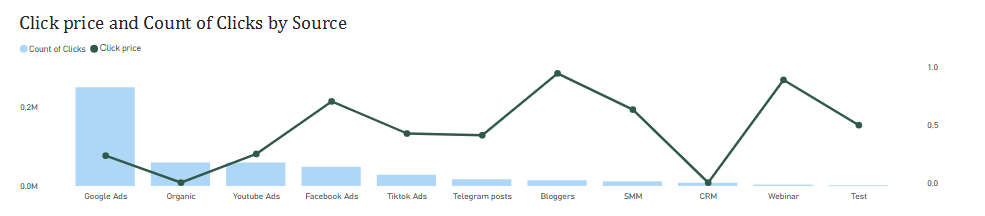 Click price and Count of Clicks by Source
Count of Clicks Click price
1,0
0.2M
0.5
0.0M
0.0
Google Ads Organic Youtube Ads Facebook Ads Tiktok Ads Telegram posts Bloggers SMM CRM Webinar Test